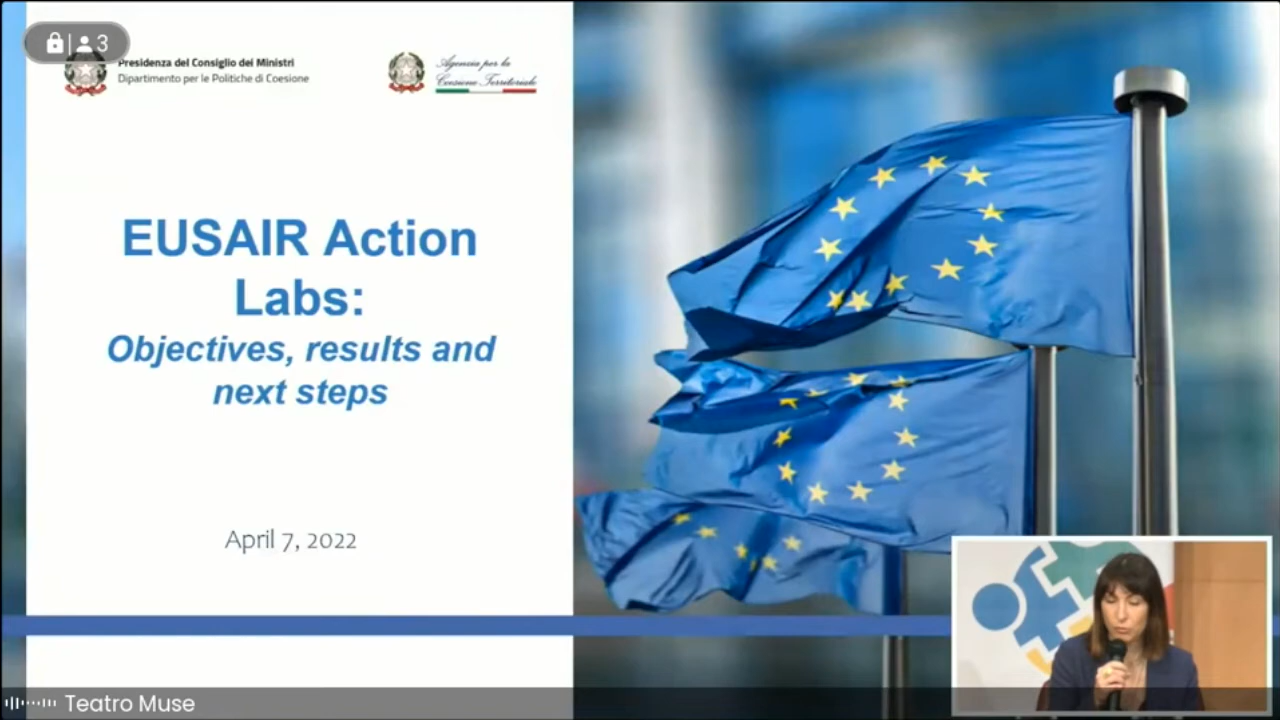 3
Presidenza del Consiglio dei Ministri
Dipartimento per le Politiche di Coesione
Agenzia per la
Coesione Territoriale
EUSAIR Action
Labs:
Objectives, results and
next steps
April 7, 2022
Teatro Muse